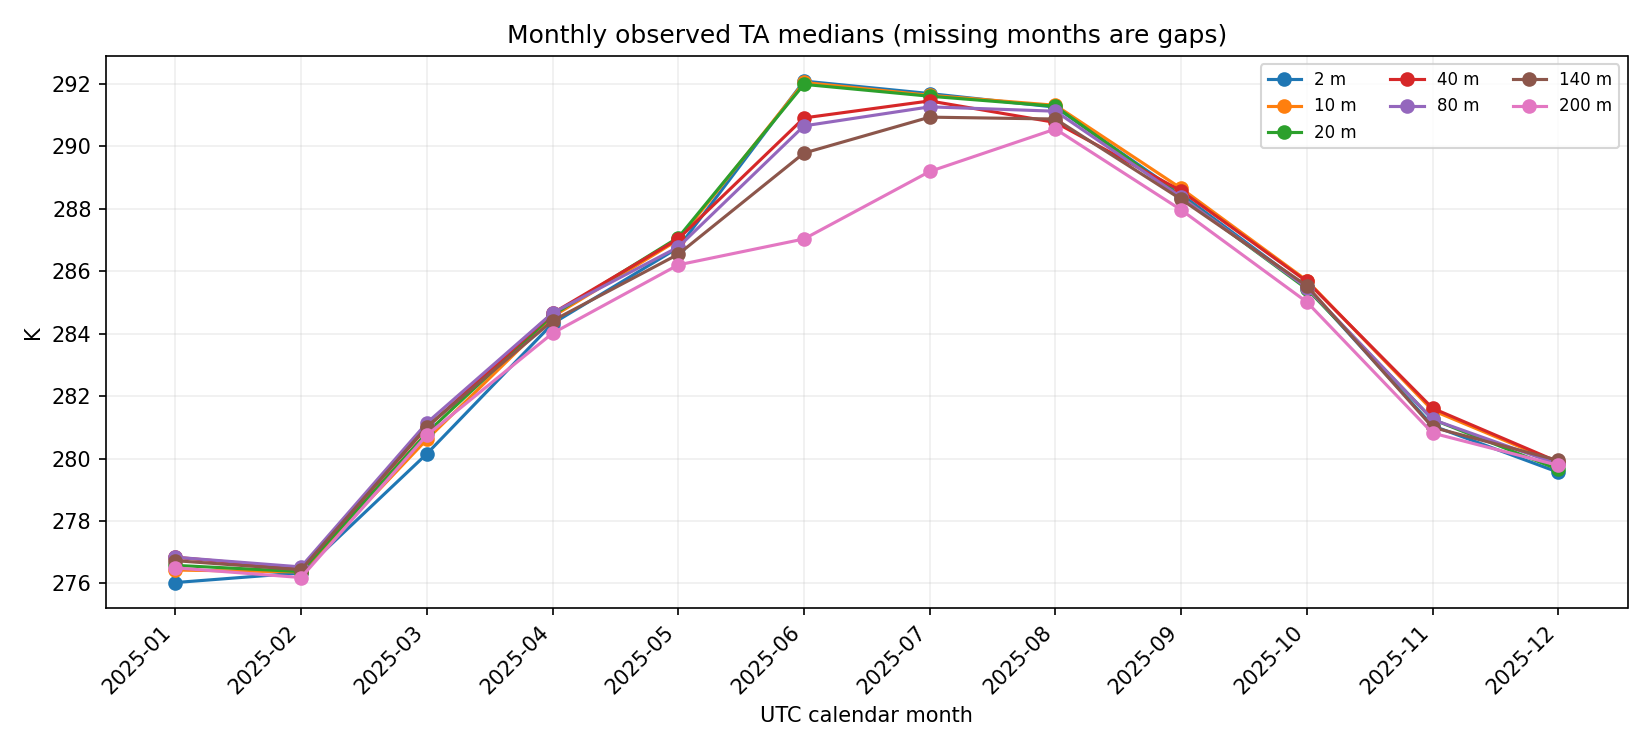 Monthly observed TA medians (missing months are gaps)
2 m 40 m 140 m
10 m 80 m 200 m
20 m
292
290
288
286
284
282
280
278
276
K
2025-01 2025-02 2025-03 2025-04 2025-05 2025-06 2025-07 2025-08 2025-09 2025-10 2025-11 2025-12
UTC calendar month